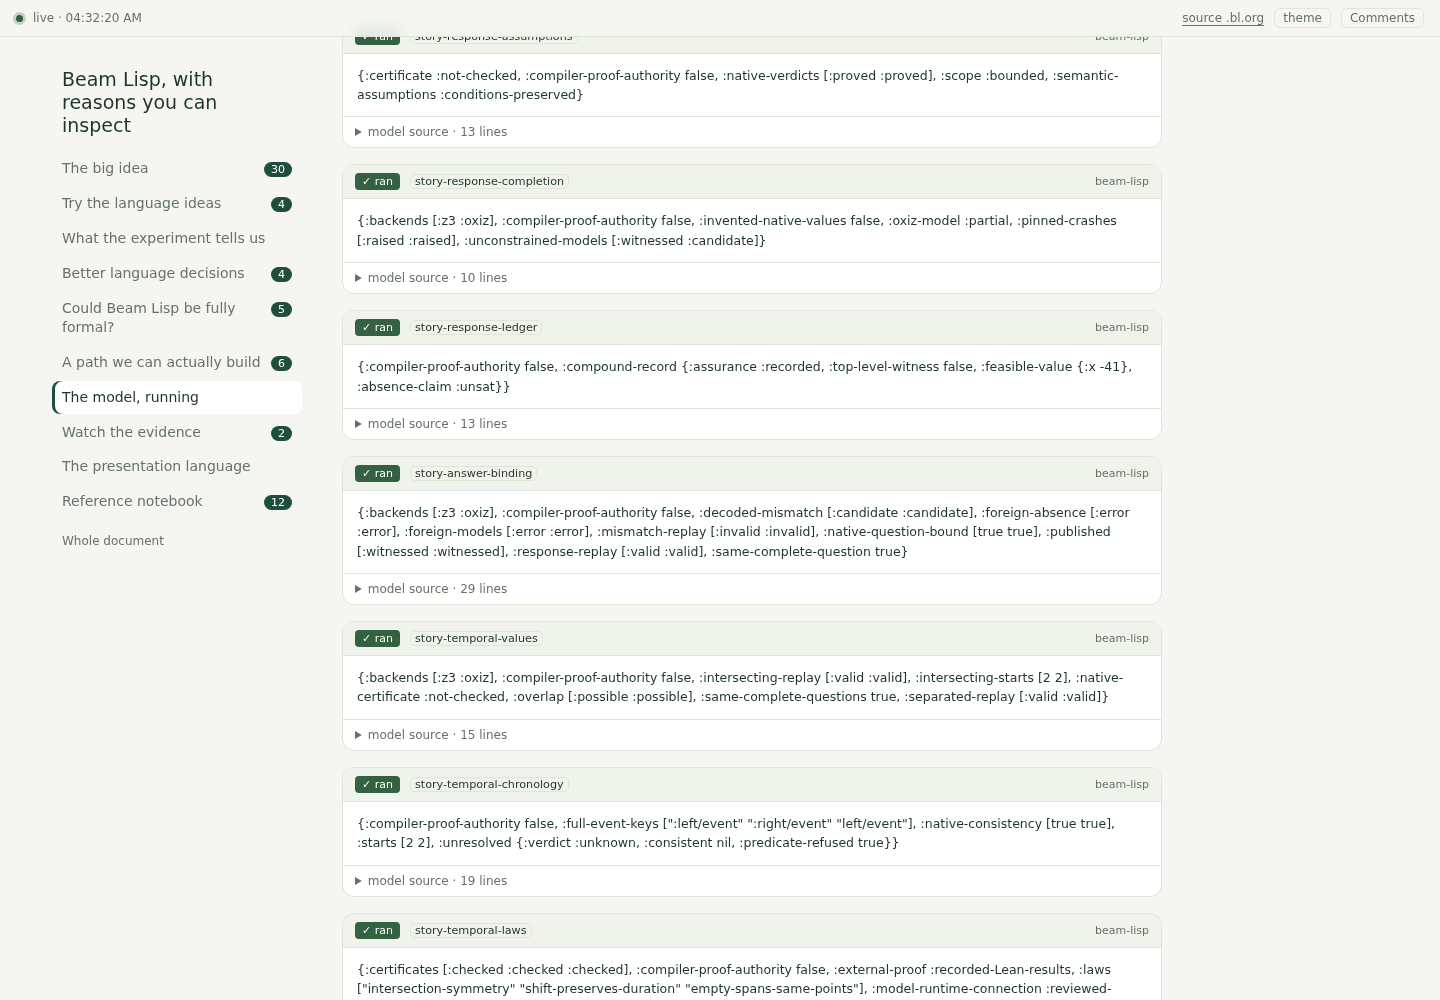 live · 04:32:20 AM
source .bl.org
theme
Comments
Beam Lisp, with
reasons you can
inspect
The big idea
30
Try the language ideas
4
What the experiment tells us
Better language decisions
4
Could Beam Lisp be fully
formal?
5
A path we can actually build
6
The model, running
Watch the evidence
2
The presentation language
Reference notebook
12
Whole document
✓ ran
story-response-assumptions
beam-lisp
{:certificate :not-checked, :compiler-proof-authority false, :native-verdicts [:proved :proved], :scope :bounded, :semantic-
assumptions :conditions-preserved}
▶ model source · 13 lines
✓ ran
story-response-completion
beam-lisp
{:backends [:z3 :oxiz], :compiler-proof-authority false, :invented-native-values false, :oxiz-model :partial, :pinned-crashes
[:raised :raised], :unconstrained-models [:witnessed :candidate]}
▶ model source · 10 lines
✓ ran
story-response-ledger
beam-lisp
{:compiler-proof-authority false, :compound-record {:assurance :recorded, :top-level-witness false, :feasible-value {:x -41},
:absence-claim :unsat}}
▶ model source · 13 lines
✓ ran
story-answer-binding
beam-lisp
{:backends [:z3 :oxiz], :compiler-proof-authority false, :decoded-mismatch [:candidate :candidate], :foreign-absence [:error
:error], :foreign-models [:error :error], :mismatch-replay [:invalid :invalid], :native-question-bound [true true], :published
[:witnessed :witnessed], :response-replay [:valid :valid], :same-complete-question true}
▶ model source · 29 lines
✓ ran
story-temporal-values
beam-lisp
{:backends [:z3 :oxiz], :compiler-proof-authority false, :intersecting-replay [:valid :valid], :intersecting-starts [2 2], :native-
certificate :not-checked, :overlap [:possible :possible], :same-complete-questions true, :separated-replay [:valid :valid]}
▶ model source · 15 lines
✓ ran
story-temporal-chronology
beam-lisp
{:compiler-proof-authority false, :full-event-keys [":left/event" ":right/event" "left/event"], :native-consistency [true true],
:starts [2 2], :unresolved {:verdict :unknown, :consistent nil, :predicate-refused true}}
▶ model source · 19 lines
✓ ran
story-temporal-laws
beam-lisp
{:certificates [:checked :checked :checked], :compiler-proof-authority false, :external-proof :recorded-Lean-results, :laws
["intersection-symmetry" "shift-preserves-duration" "empty-spans-same-points"], :model-runtime-connection :reviewed-